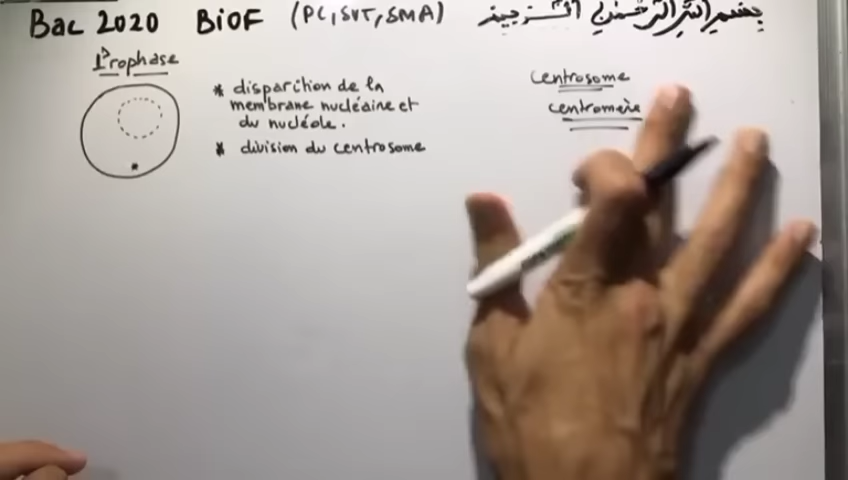 Bac 2020 BiOF (PC, SVT, SMA) بسم الله الرحمن الرحيم
Prophase
* disparition de la
membrane nucléaire et
du nucléole.
* division du centrosome
centrosome
centromère